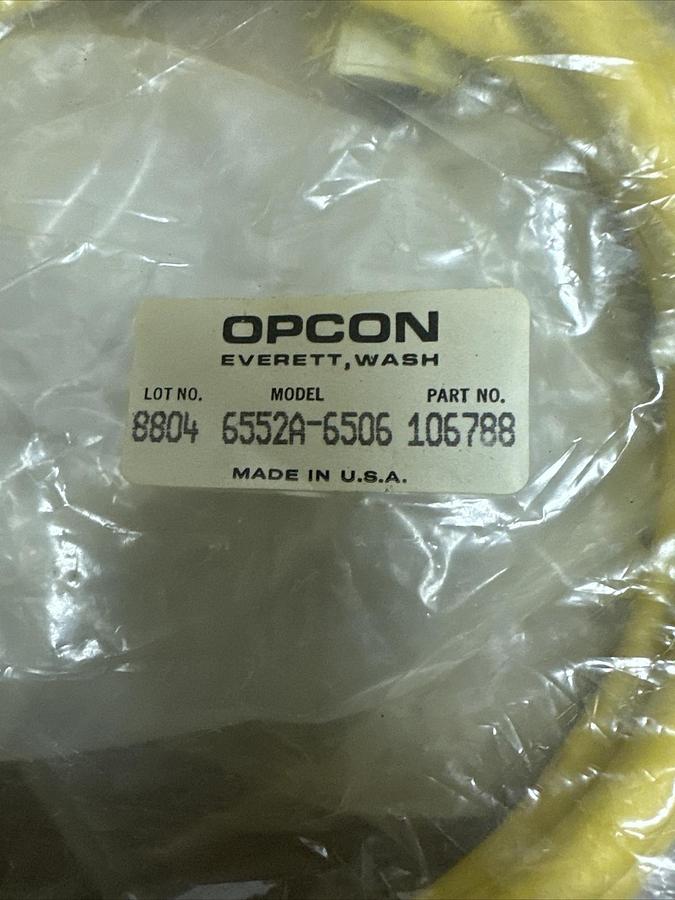 OPCON
EVERETT, WASH
LOT NO. MODEL PART NO.
8804 6552A-6506 106788
MADE IN U.S.A.